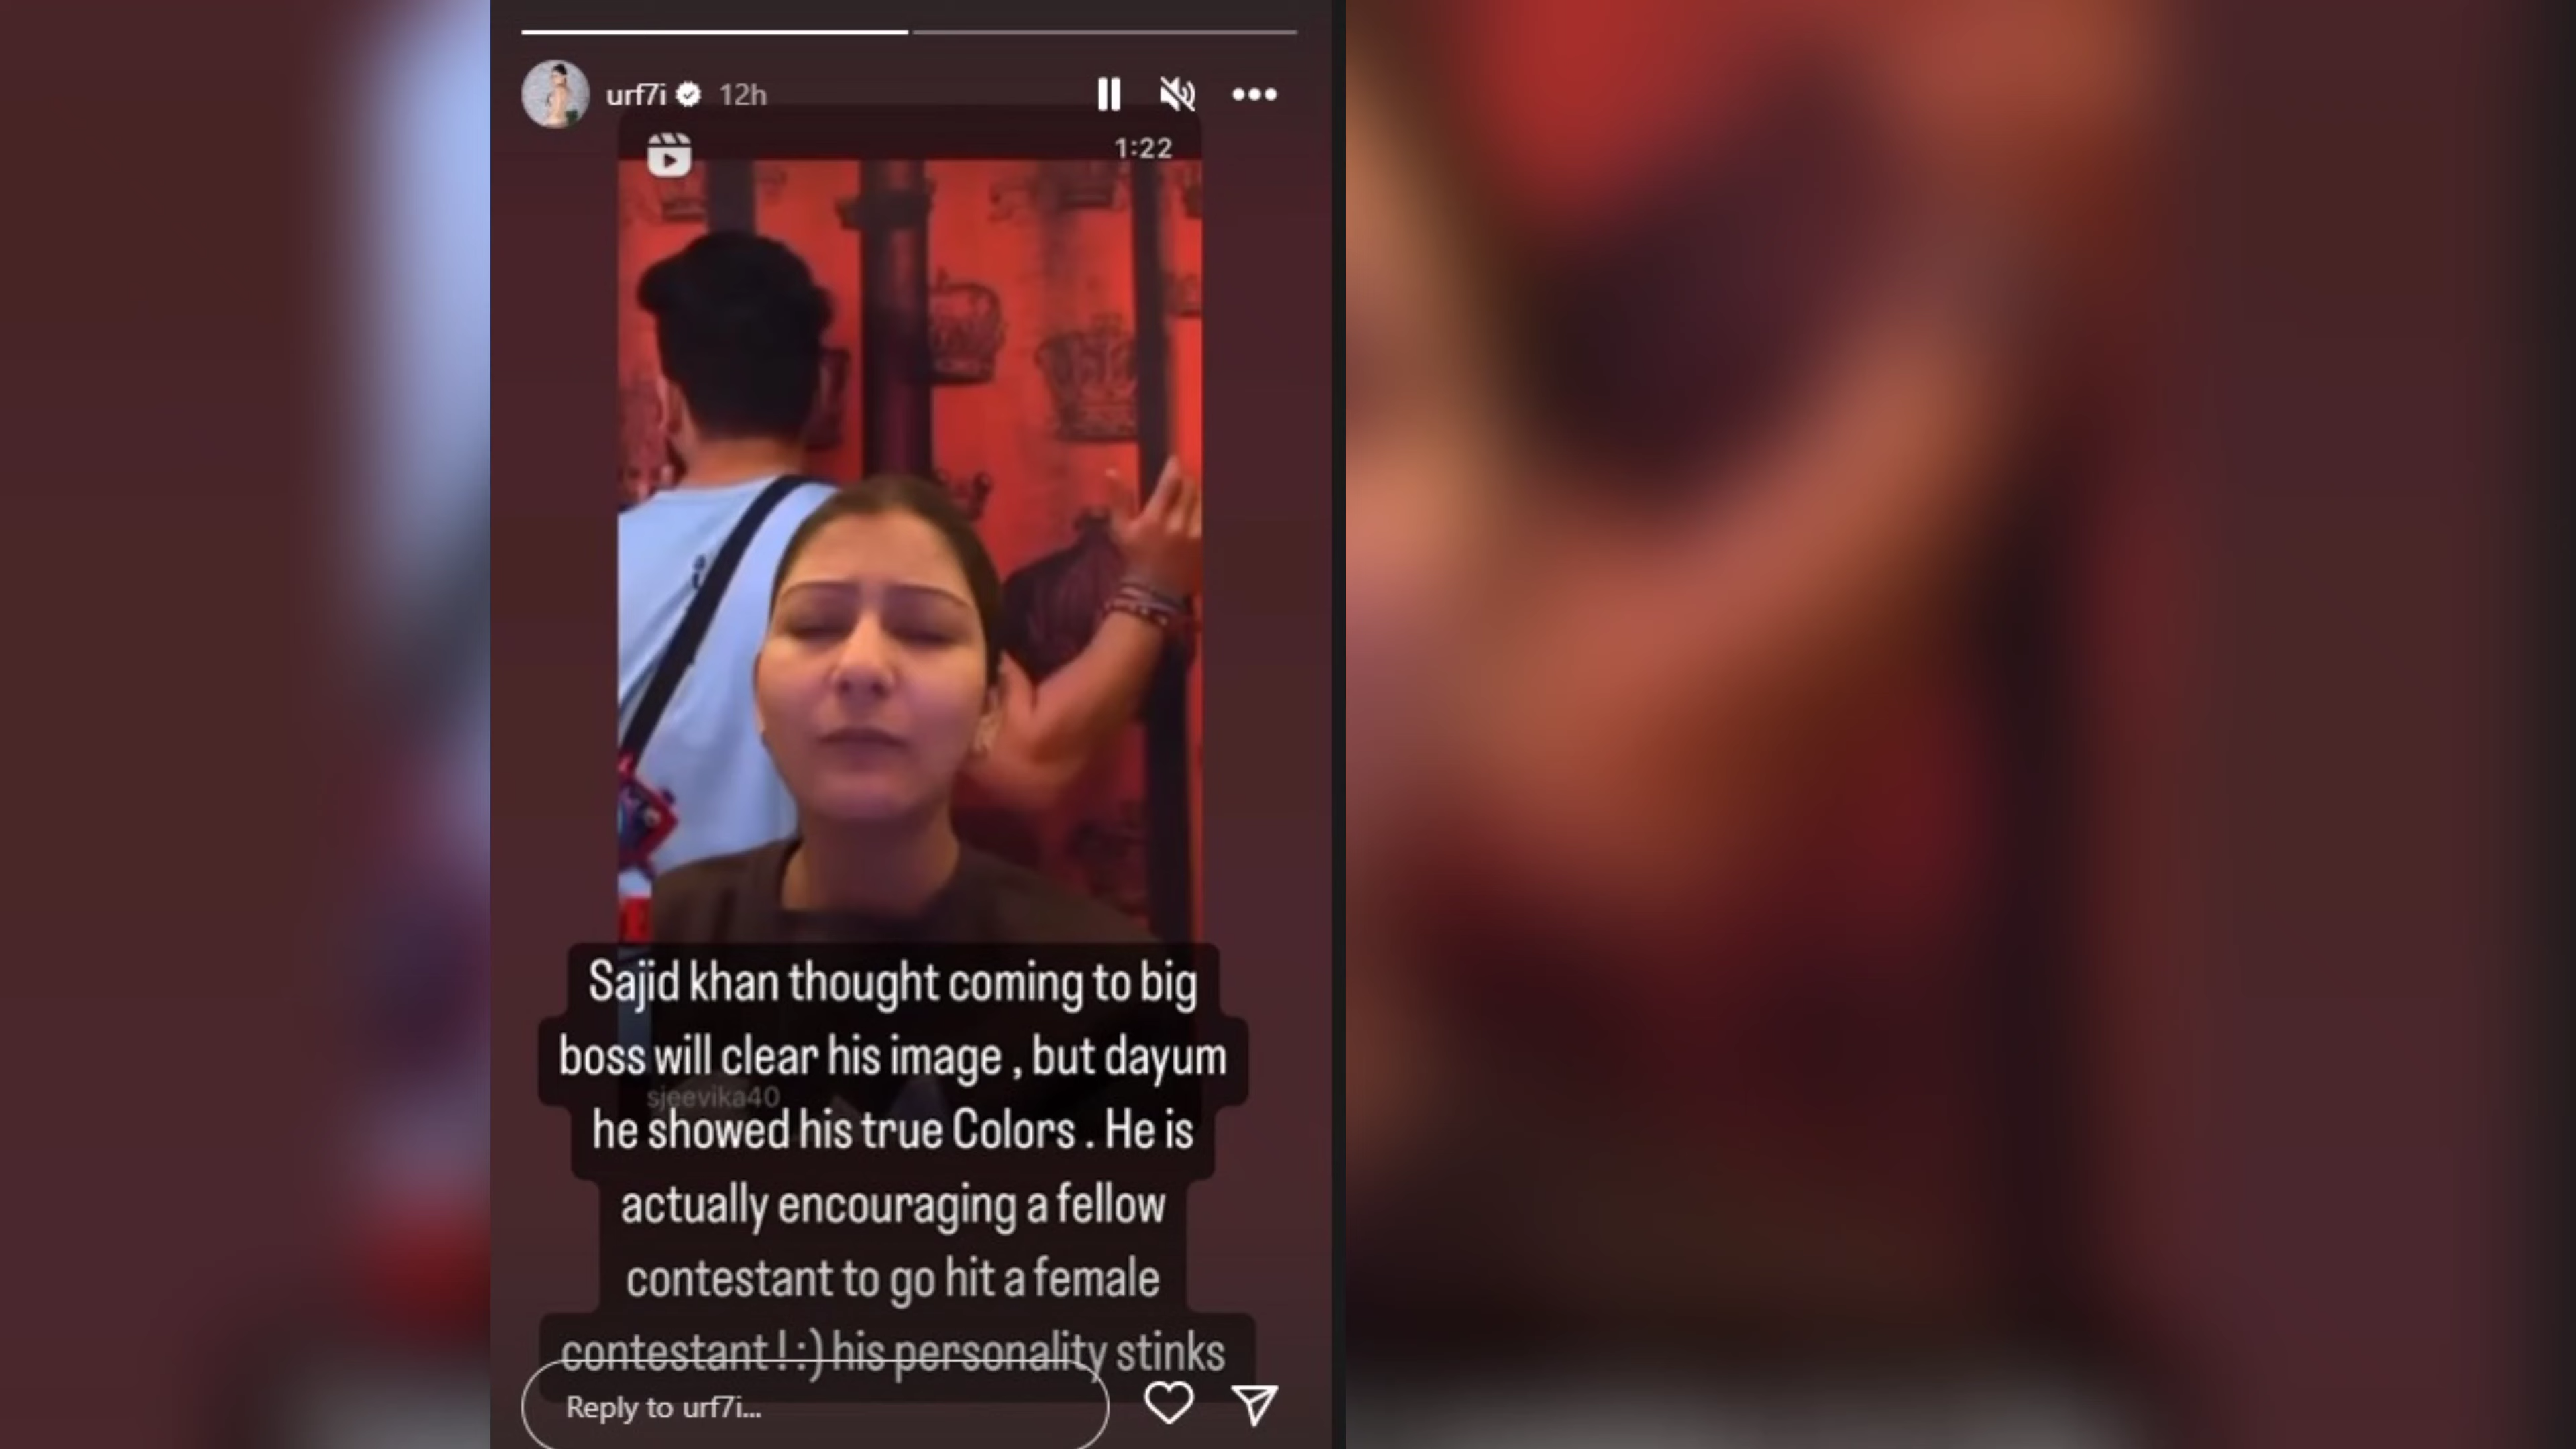 urf7i 12h
1:22
Sajid khan thought coming to big
boss will clear his image , but dayum
sjeevika40
he showed his true Colors . He is
actually encouraging a fellow
contestant to go hit a female
contestant ! :) his personality stinks
Reply to urf7i...